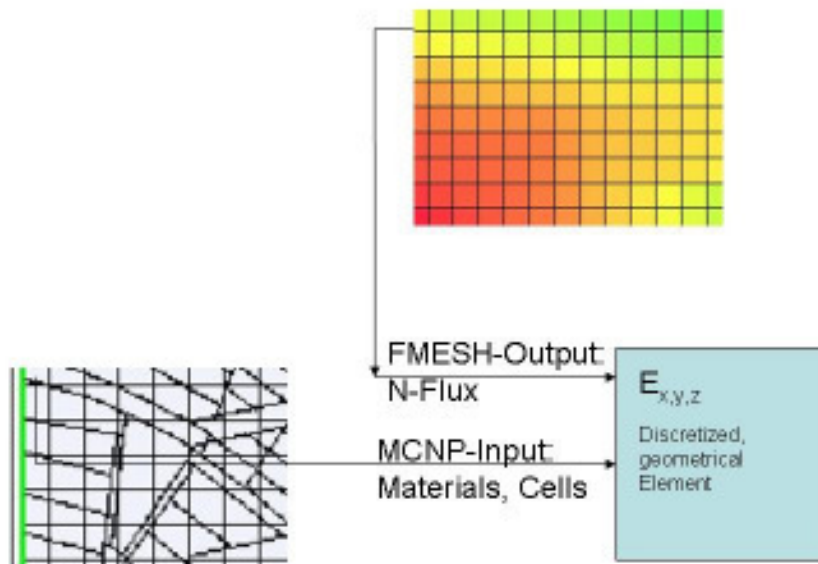 FMESH-Output:
N-Flux
MCNP-Input:
Materials, Cells
Ex,y,z
Discretized,
geometrical
Element